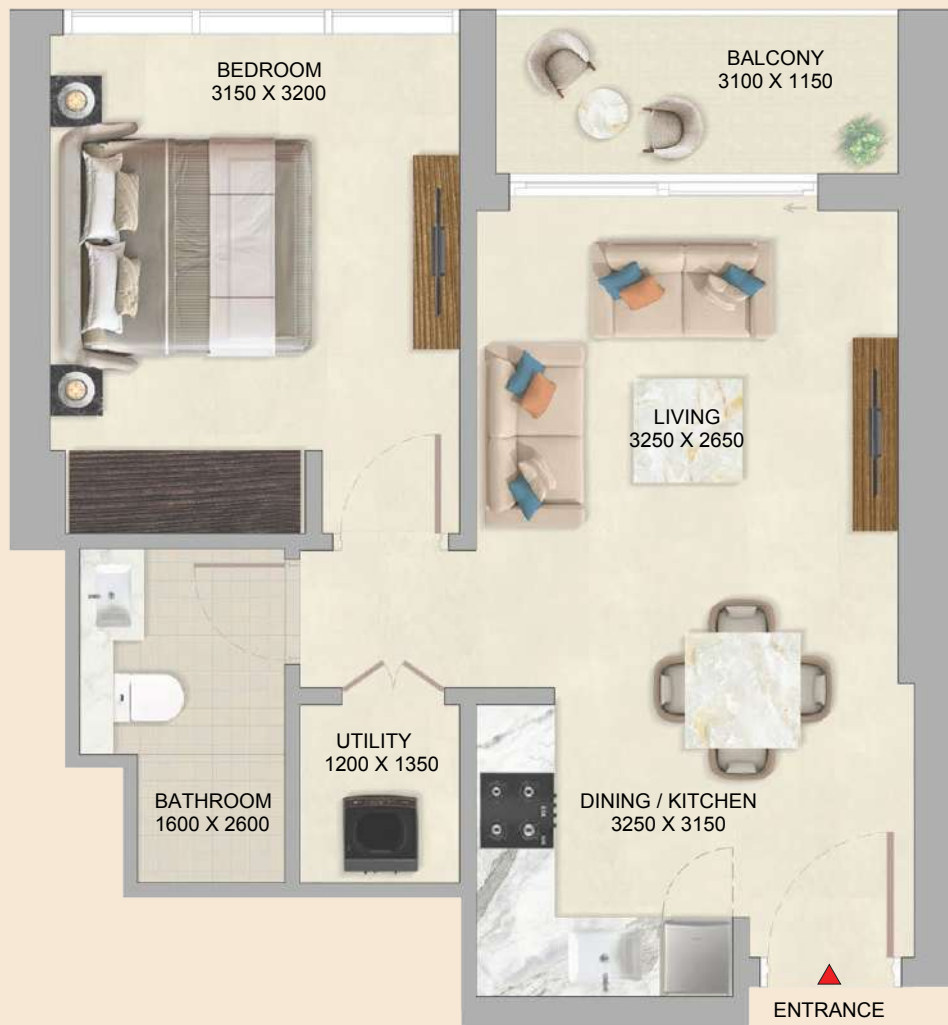 BEDROOM
3150 X 3200
BALCONY
3100 X 1150
LIVING
3250 X 2650
UTILITY
1200 X 1350
BATHROOM
1600 X 2600
DINING / KITCHEN
3250 X 3150
ENTRANCE